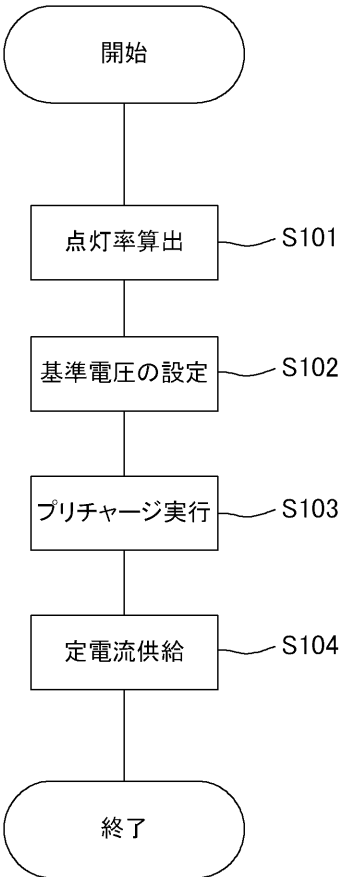 開始
点灯率算出
S101
基準電圧の設定
S102
プリチャージ実行
S103
定電流供給
S104
終了